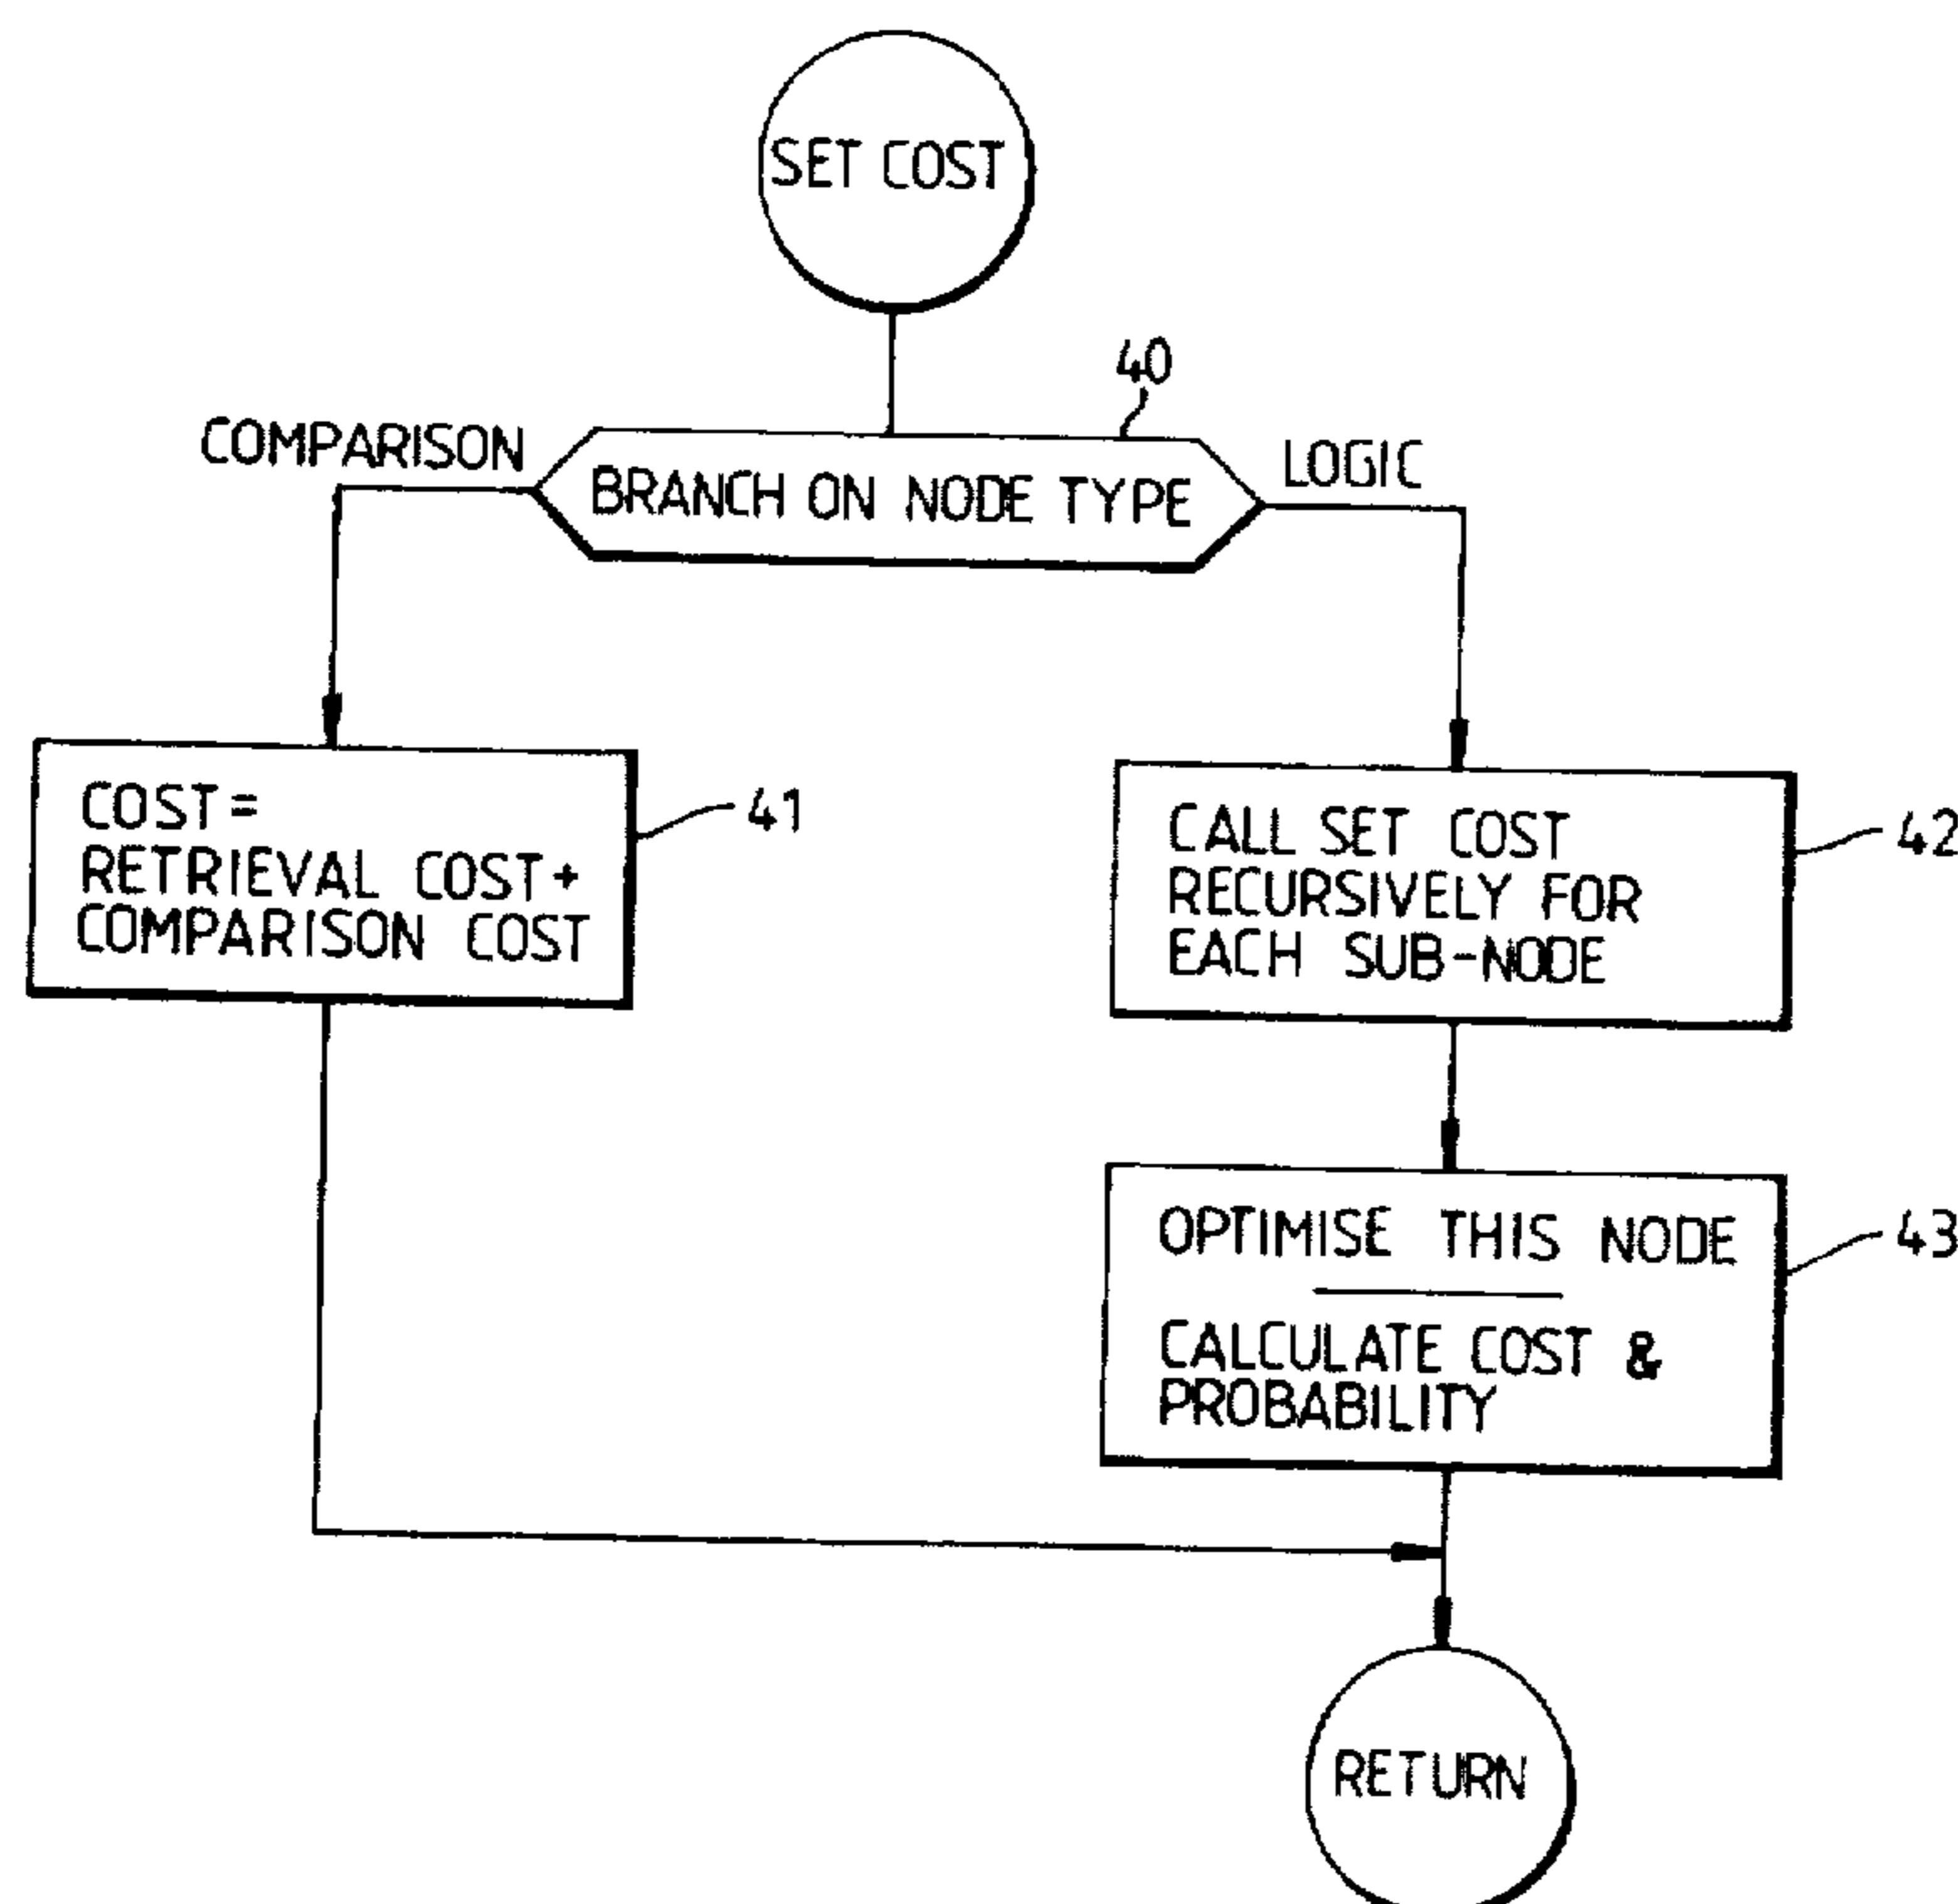 SET COST
40
COMPARISON
BRANCH ON NODE TYPE
LOGIC
COST=
RETRIEVAL COST+
COMPARISON COST
41
CALL SET COST
RECURSIVELY FOR
EACH SUB-NODE
42
OPTIMISE THIS NODE
CALCULATE COST &
PROBABILITY
43
RETURN